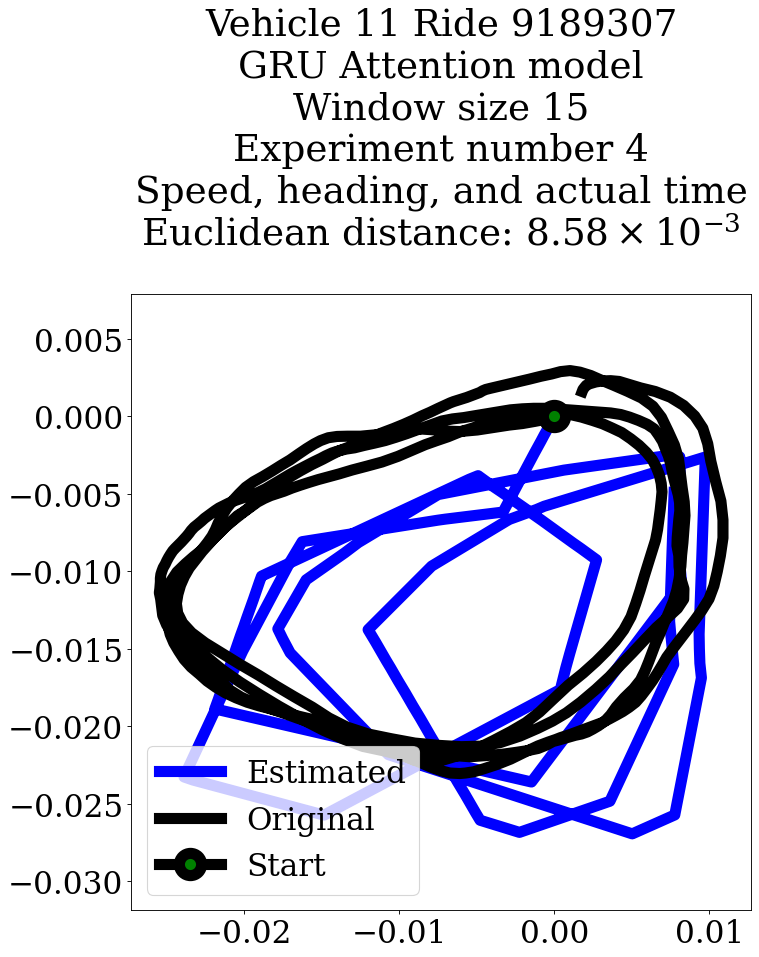 Vehicle 11 Ride 9189307
GRU Attention model
Window size 15
Experiment number 4
Speed, heading, and actual time
Euclidean distance: 8.58 × 10⁻³
0.005
0.000
−0.005
−0.010
−0.015
−0.020
−0.025
−0.030
Estimated
Original
Start
−0.02 −0.01 0.00 0.01